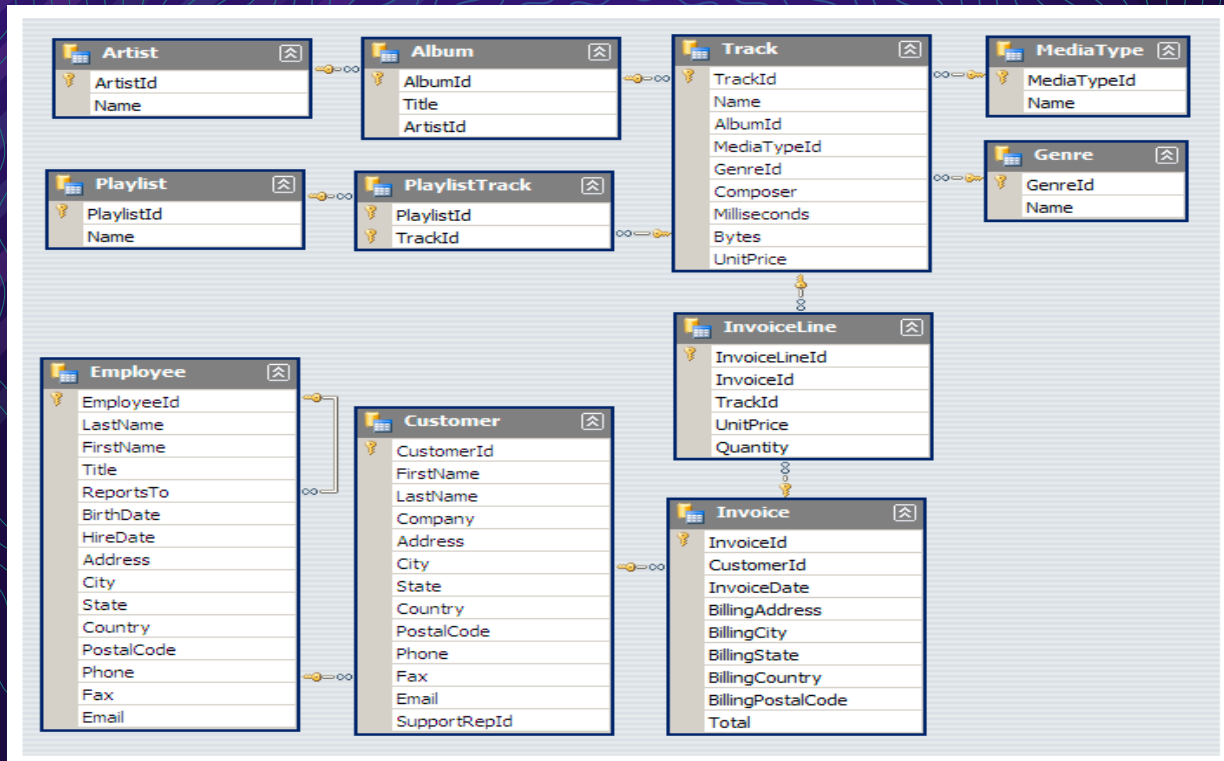 Artist
ArtistId
Name
Album
AlbumId
Title
ArtistId
Track
TrackId
Name
AlbumId
MediaTypeId
GenreId
Composer
Milliseconds
Bytes
UnitPrice
MediaType
MediaTypeId
Name
Genre
GenreId
Name
Playlist
PlaylistId
Name
PlaylistTrack
PlaylistId
TrackId
InvoiceLine
InvoiceLineId
InvoiceId
TrackId
UnitPrice
Quantity
Employee
EmployeeId
LastName
FirstName
Title
ReportsTo
BirthDate
HireDate
Address
City
State
Country
PostalCode
Phone
Fax
Email
Customer
CustomerId
FirstName
LastName
Company
Address
City
State
Country
PostalCode
Phone
Fax
Email
SupportRepId
Invoice
InvoiceId
CustomerId
InvoiceDate
BillingAddress
BillingCity
BillingState
BillingCountry
BillingPostalCode
Total